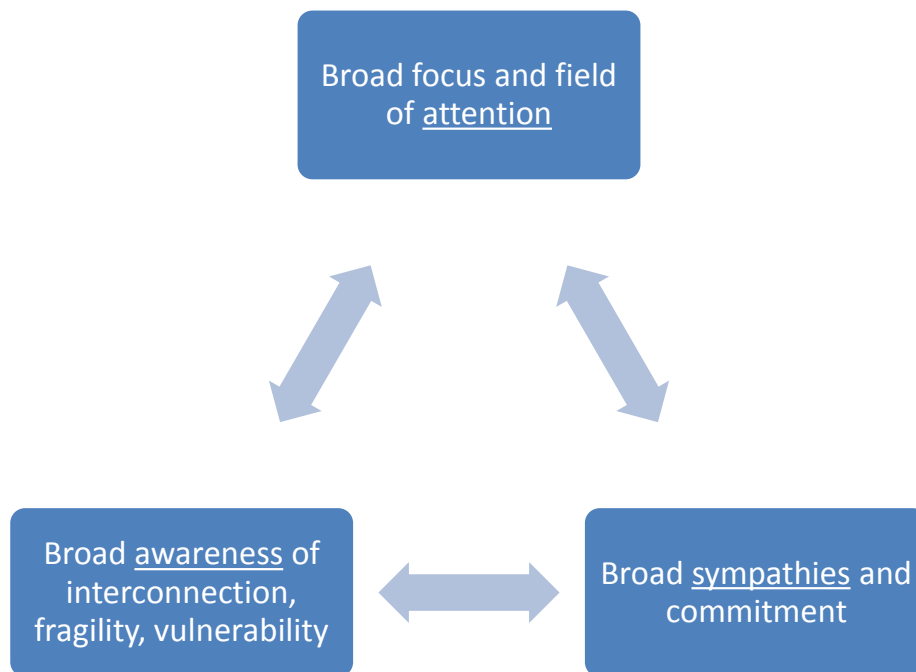 Broad focus and field
of attention
Broad awareness of
interconnection,
fragility, vulnerability
Broad sympathies and
commitment